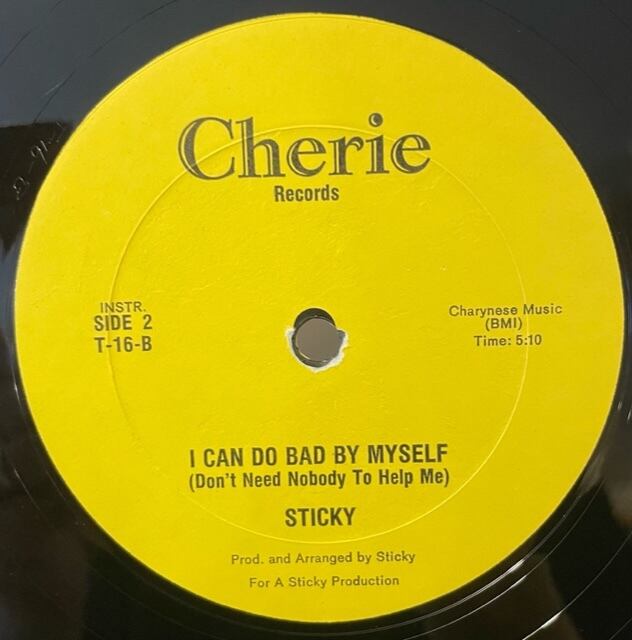 Cherie
Records
INSTR.
SIDE 2
T-16-B
Charynese Music
(BMI)
Time: 5:10
I CAN DO BAD BY MYSELF
(Don't Need Nobody To Help Me)
STICKY
Prod. and Arranged by Sticky
For A Sticky Production